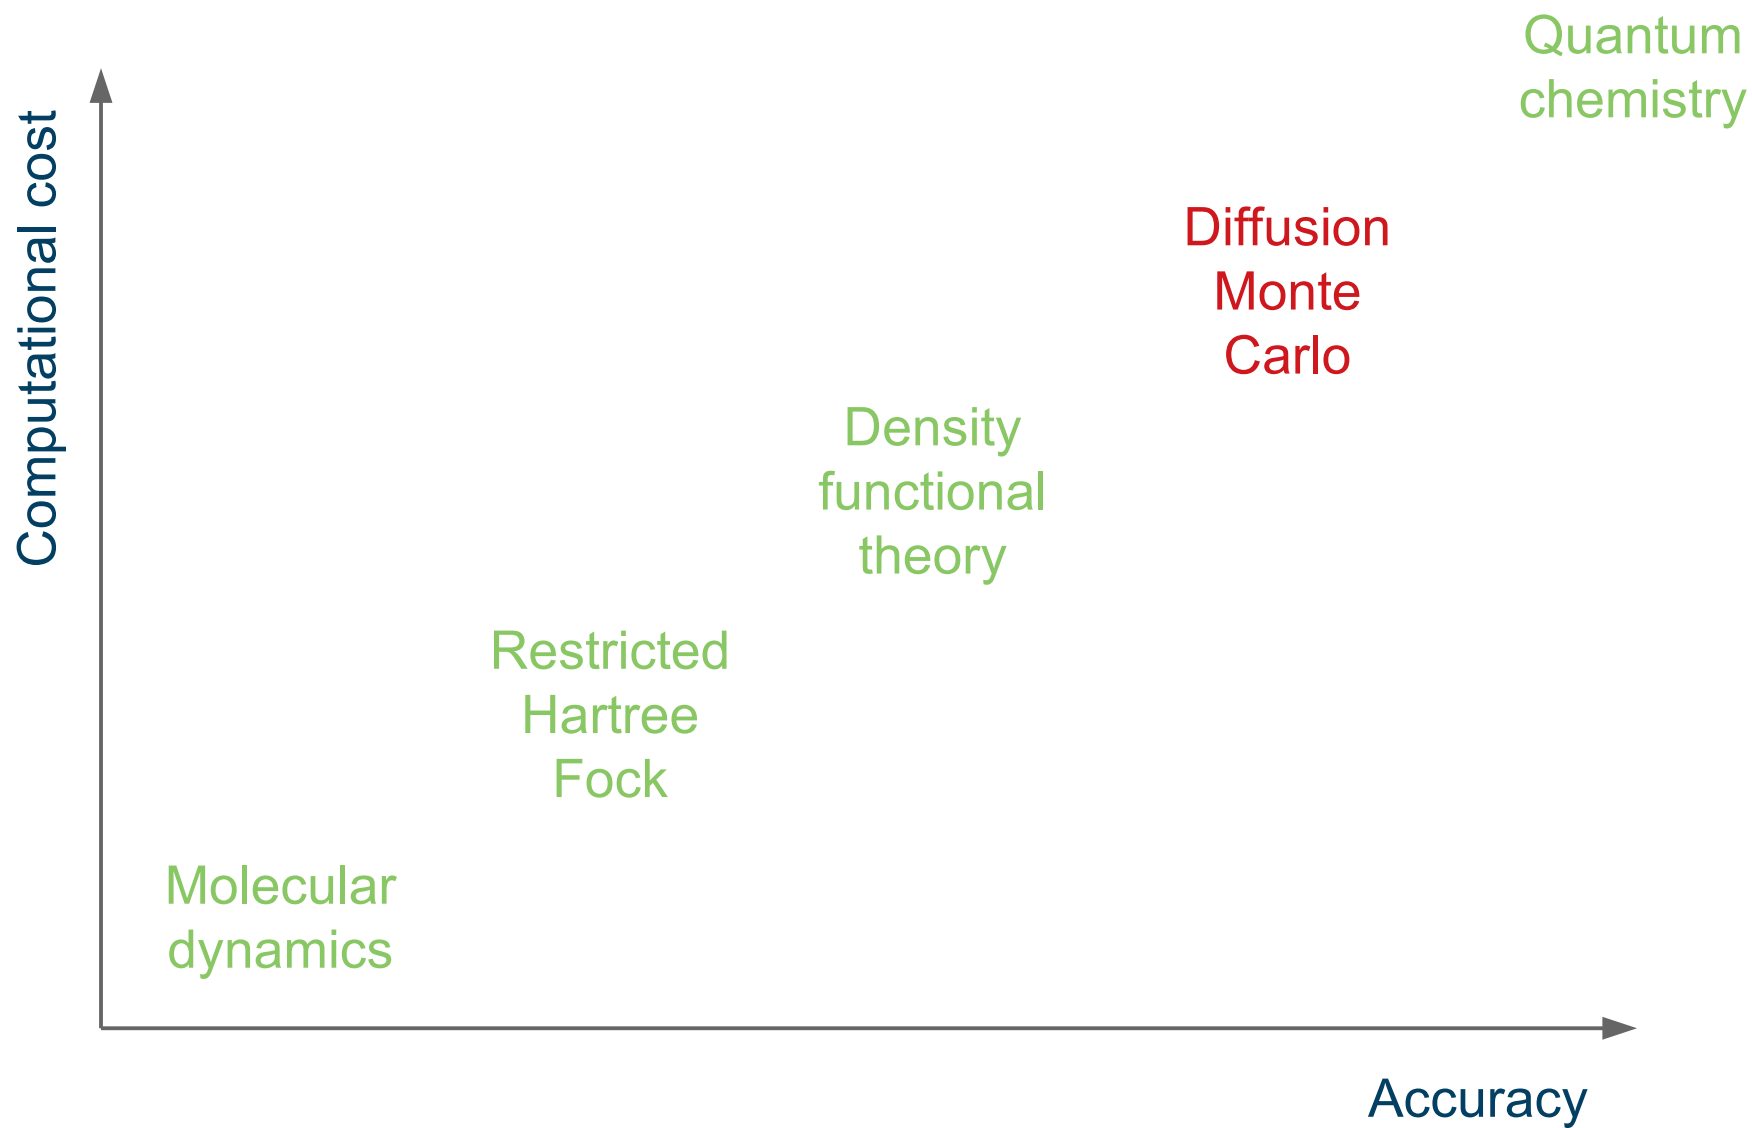 Quantum
chemistry
Computational cost
Diffusion
Monte
Carlo
Density
functional
theory
Restricted
Hartree
Fock
Molecular
dynamics
Accuracy